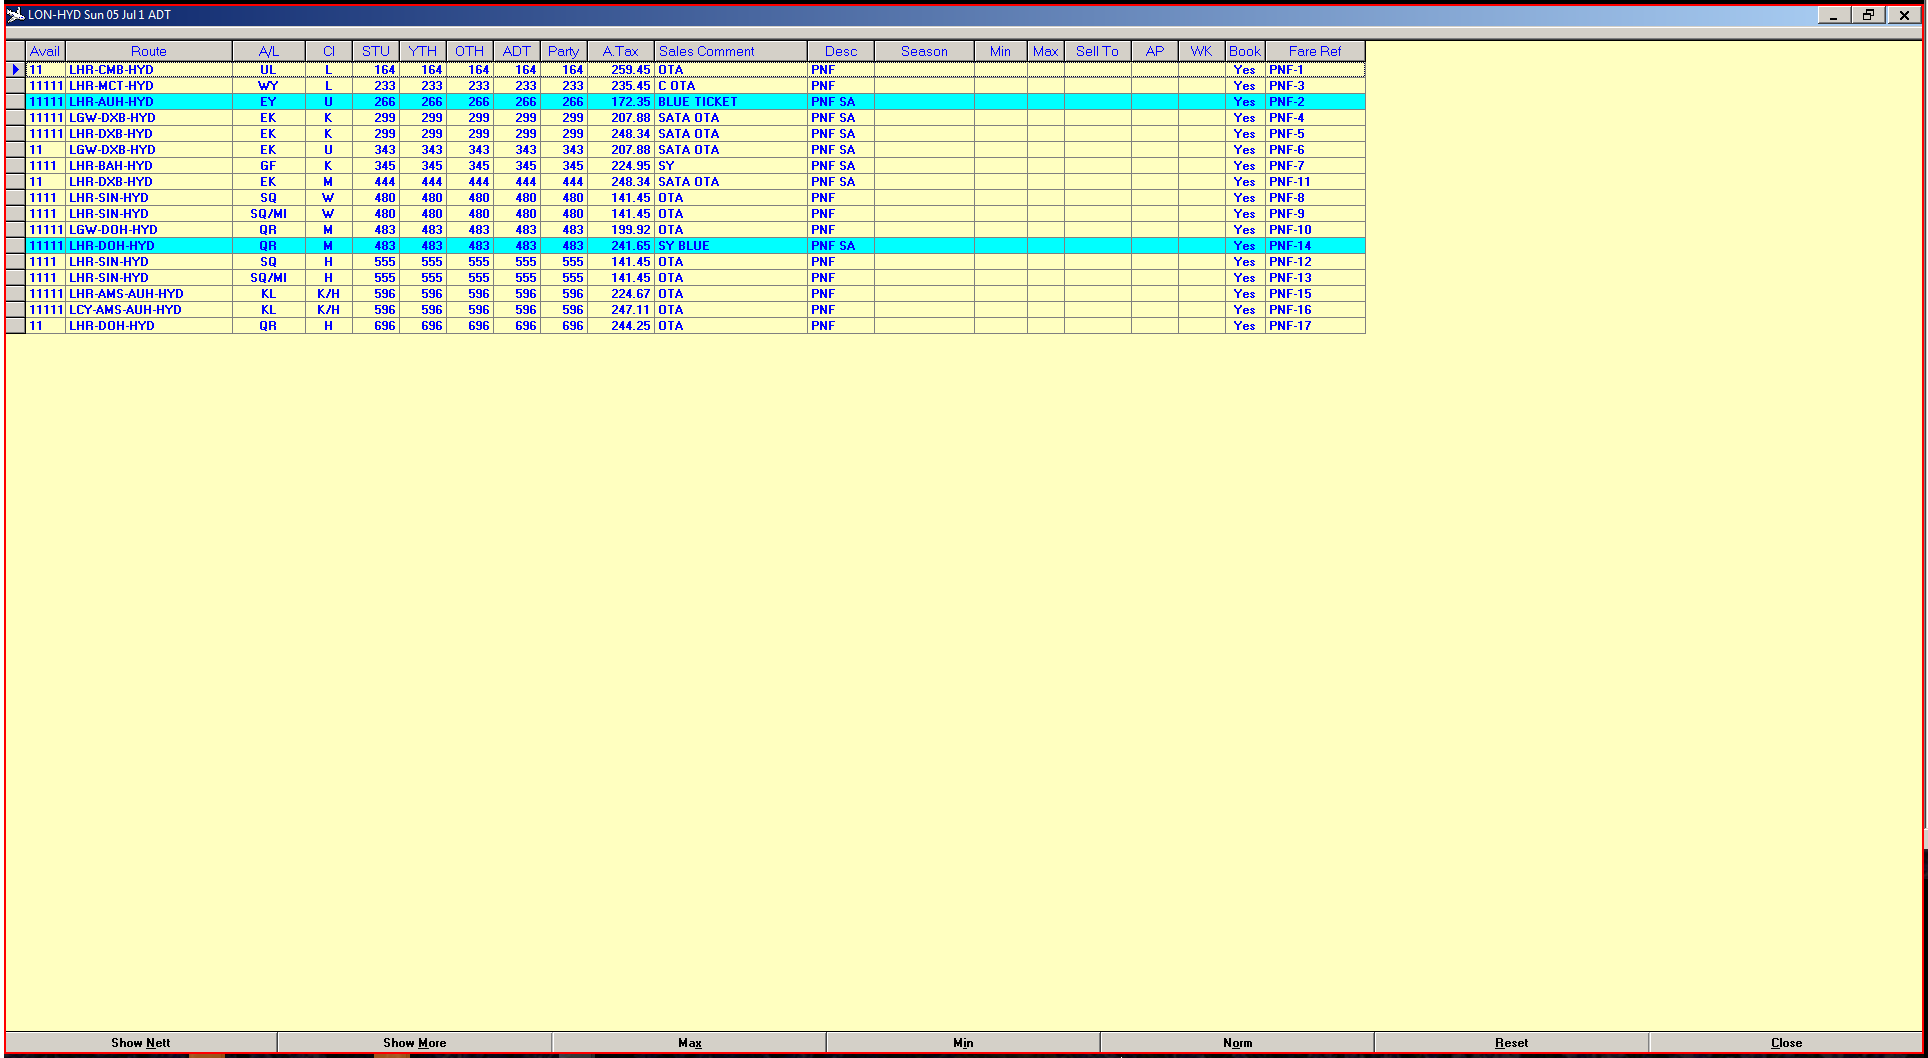 LON-HYD Sun 05 Jul 1 ADT
Avail Route A/L Cl STU YTH OTH ADT Party A.Tax Sales Comment Desc Season Min Max Sell To AP WK Book Fare Ref
11 LHR-CMB-HYD UL L 164 164 164 164 164 259.45 OTA PNF Yes PNF-1
11111 LHR-MCT-HYD WY L 233 233 233 233 233 235.45 C OTA PNF Yes PNF-3
11111 LHR-AUH-HYD EY U 266 266 266 266 266 172.35 BLUE TICKET PNF SA Yes PNF-2
11111 LGW-DXB-HYD EK K 299 299 299 299 299 207.88 SATA OTA PNF SA Yes PNF-4
11111 LHR-DXB-HYD EK K 299 299 299 299 299 248.34 SATA OTA PNF SA Yes PNF-5
11 LGW-DXB-HYD EK U 343 343 343 343 343 207.88 SATA OTA PNF SA Yes PNF-6
1111 LHR-BAH-HYD GF K 345 345 345 345 345 224.95 SY PNF SA Yes PNF-7
11 LHR-DXB-HYD EK M 444 444 444 444 444 248.34 SATA OTA PNF SA Yes PNF-11
1111 LHR-SIN-HYD SQ W 480 480 480 480 480 141.45 OTA PNF Yes PNF-8
1111 LHR-SIN-HYD SQ/MI W 480 480 480 480 480 141.45 OTA PNF Yes PNF-9
11111 LGW-DOH-HYD QR M 483 483 483 483 483 199.92 OTA PNF Yes PNF-10
11111 LHR-DOH-HYD QR M 483 483 483 483 483 241.65 SY BLUE PNF SA Yes PNF-14
1111 LHR-SIN-HYD SQ H 555 555 555 555 555 141.45 OTA PNF Yes PNF-12
1111 LHR-SIN-HYD SQ/MI H 555 555 555 555 555 141.45 OTA PNF Yes PNF-13
11111 LHR-AMS-AUH-HYD KL K/H 596 596 596 596 596 224.67 OTA PNF Yes PNF-15
11111 LCY-AMS-AUH-HYD KL K/H 596 596 596 596 596 247.11 OTA PNF Yes PNF-16
11 LHR-DOH-HYD QR H 696 696 696 696 696 244.25 OTA PNF Yes PNF-17
Show Nett Show More Max Min Norm Reset Close